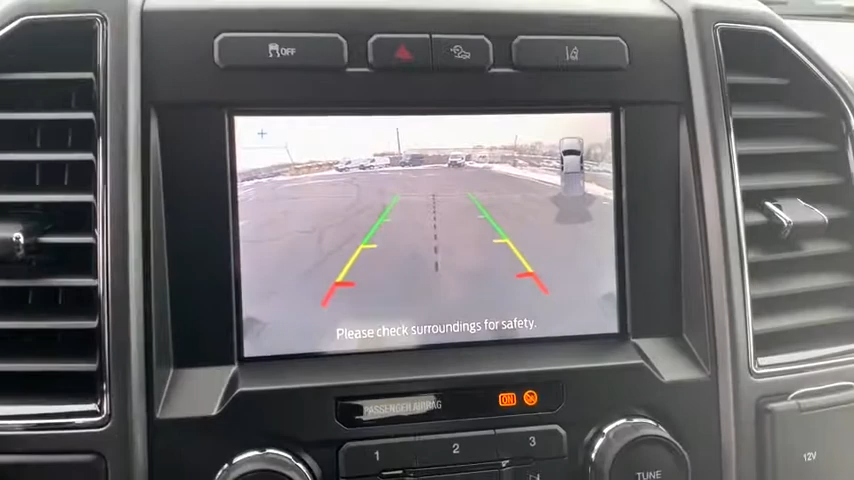 OFF
Please check surroundings for safety.
PASSENGER AIRBAG ON
1 2 3
TUNE
12V